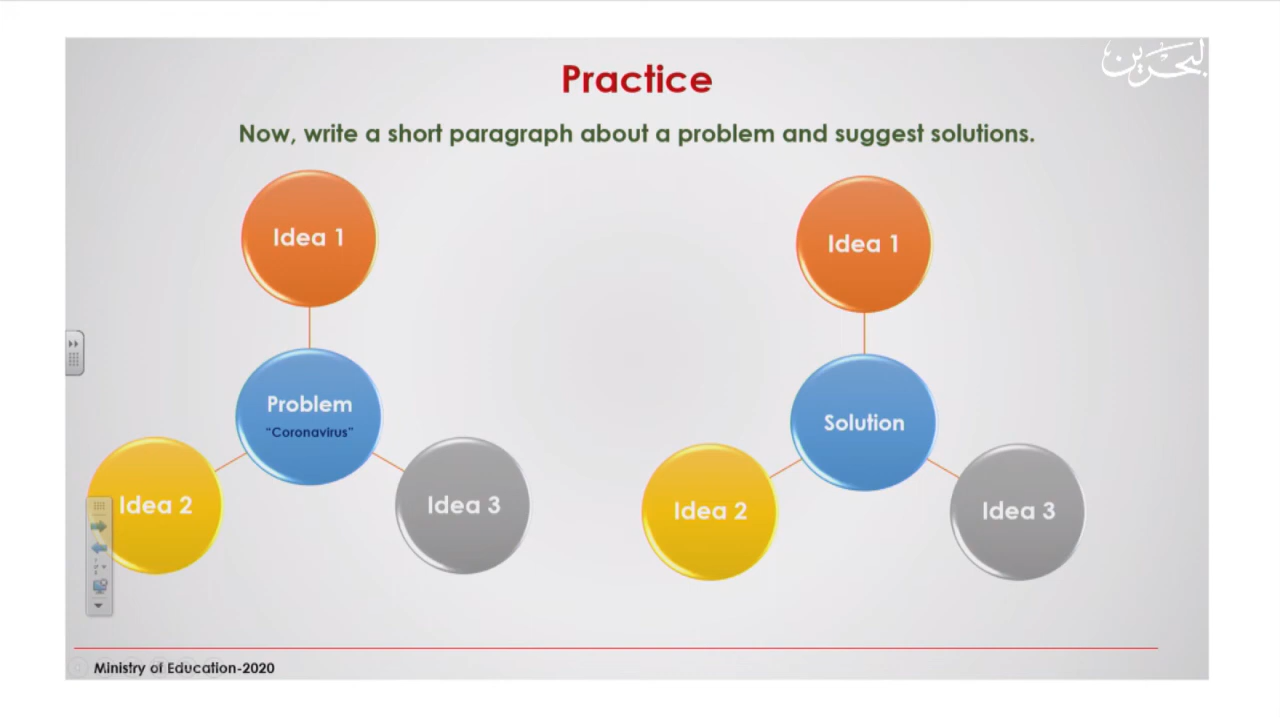 البحرين
Practice
Now, write a short paragraph about a problem and suggest solutions.
Idea 1
Problem
"Coronavirus"
Idea 2
Idea 3
Idea 1
Solution
Idea 2
Idea 3
Ministry of Education-2020